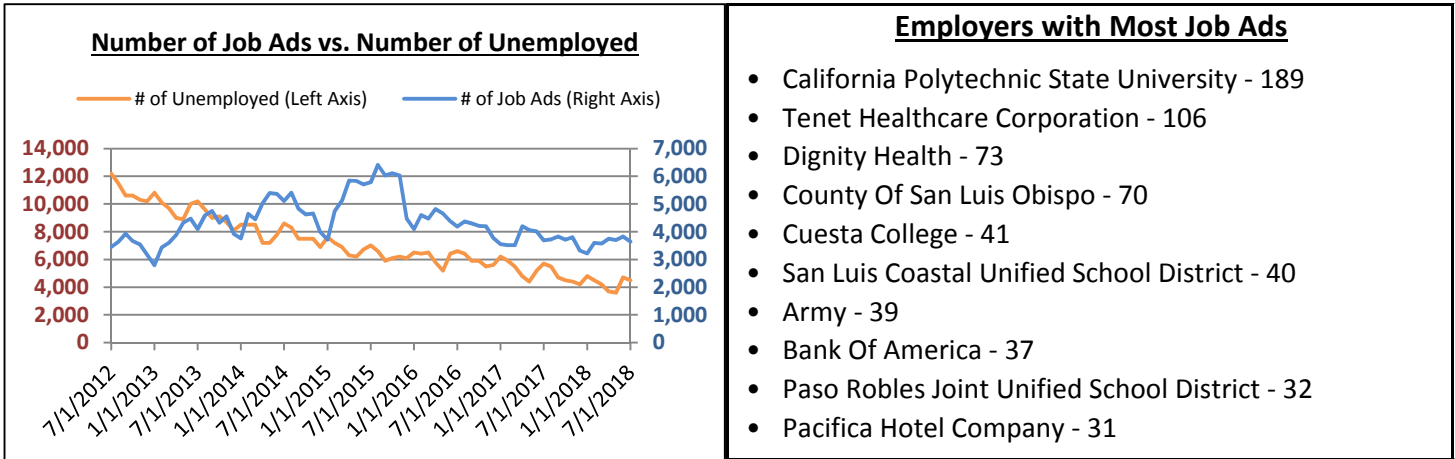 Number of Job Ads vs. Number of Unemployed
# of Unemployed (Left Axis)
# of Job Ads (Right Axis)
14,000
12,000
10,000
8,000
6,000
4,000
2,000
0
7,000
6,000
5,000
4,000
3,000
2,000
1,000
0
7/1/2012
1/1/2013
7/1/2013
1/1/2014
7/1/2014
1/1/2015
7/1/2015
1/1/2016
7/1/2016
1/1/2017
7/1/2017
1/1/2018
7/1/2018
Employers with Most Job Ads
• California Polytechnic State University - 189
• Tenet Healthcare Corporation - 106
• Dignity Health - 73
• County Of San Luis Obispo - 70
• Cuesta College - 41
• San Luis Coastal Unified School District - 40
• Army - 39
• Bank Of America - 37
• Paso Robles Joint Unified School District - 32
• Pacifica Hotel Company - 31